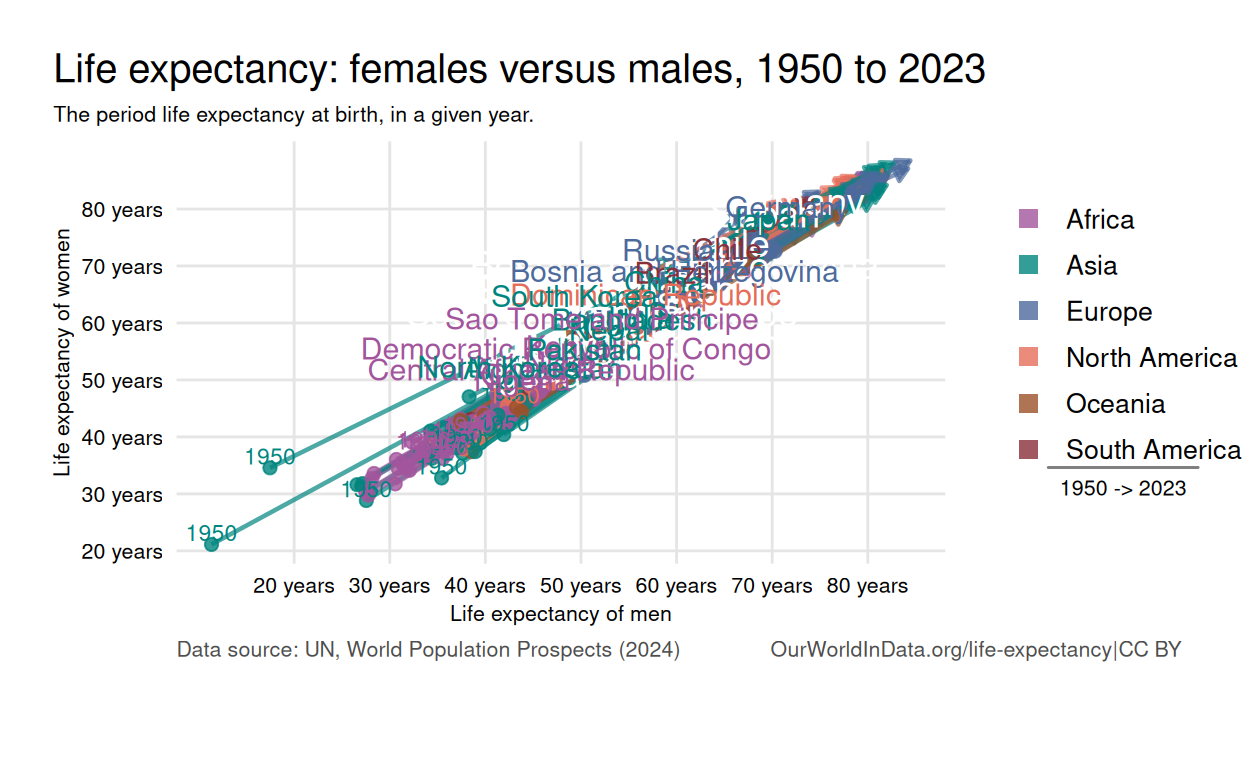 Life expectancy: females versus males, 1950 to 2023
The period life expectancy at birth, in a given year.
Life expectancy of women
80 years
70 years
60 years
50 years
40 years
30 years
20 years
Germany
Japan
Russia
Chile
Bosnia and Herzegovina
Brazil
South Korea
Dominican Republic
Sao Tome and Principe
Bangladesh
Nepal
Democratic Republic of Congo
Pakistan
Central African Republic
North Korea
1950
1950
1950
1950
1950
1950
20 years
30 years
40 years
50 years
60 years
70 years
80 years
Life expectancy of men
Africa
Asia
Europe
North America
Oceania
South America
1950 -> 2023
Data source: UN, World Population Prospects (2024)
OurWorldInData.org/life-expectancy|CC BY